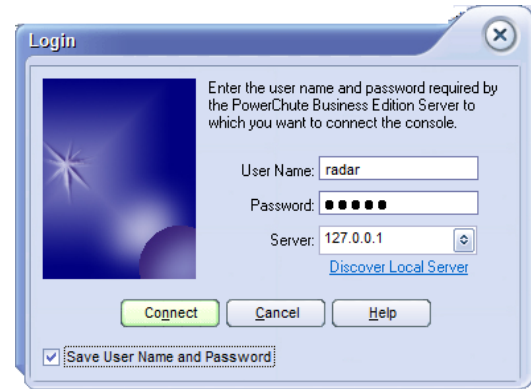 Login
Enter the user name and password required by
the PowerChute Business Edition Server to
which you want to connect the console.
User Name: radar
Password: ●●●●●
Server: 127.0.0.1
Discover Local Server
Connect Cancel Help
Save User Name and Password